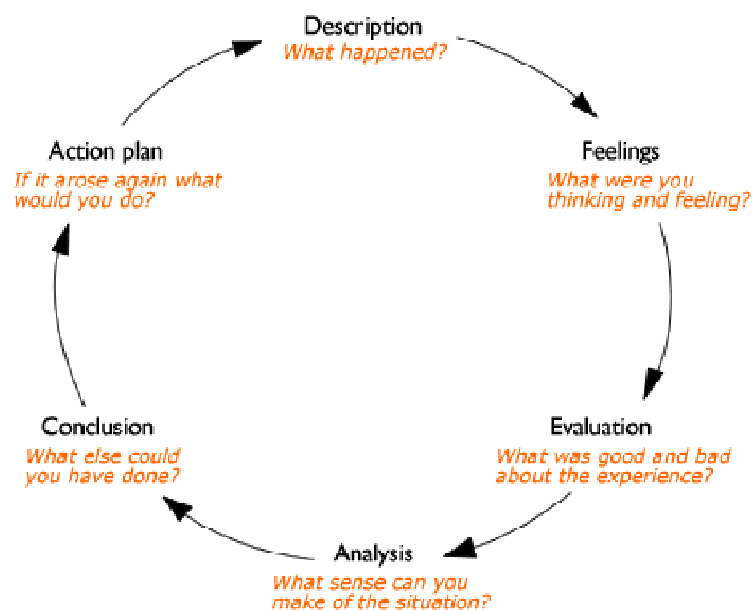 Description
What happened?
Feelings
What were you
thinking and feeling?
Evaluation
What was good and bad
about the experience?
Analysis
What sense can you
make of the situation?
Conclusion
What else could
you have done?
Action plan
If it arose again what
would you do?